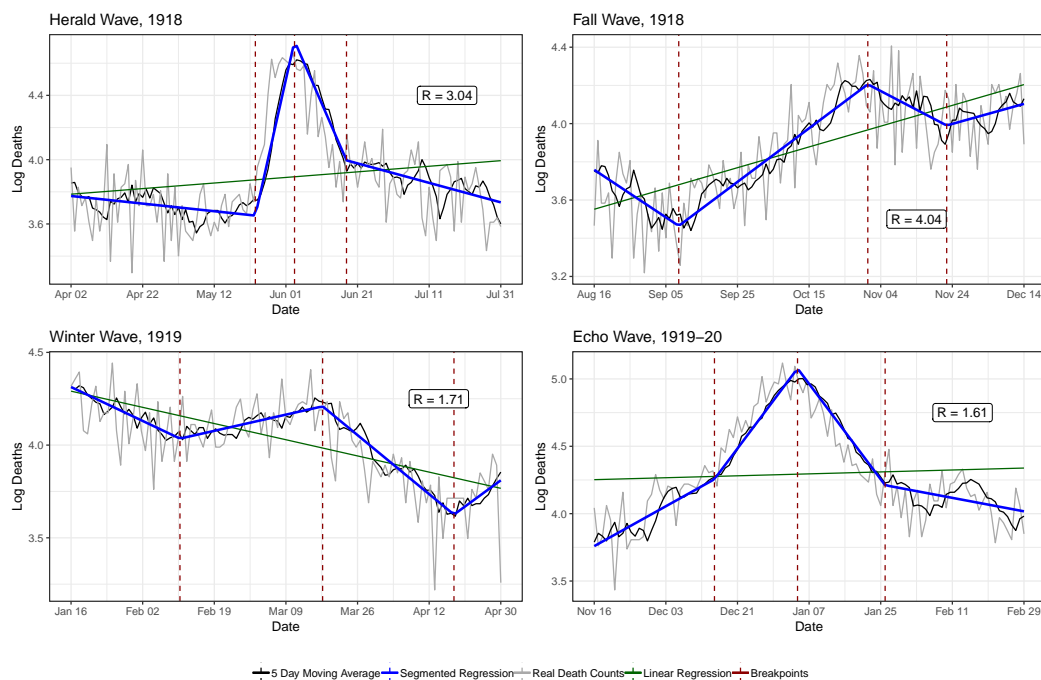 Herald Wave, 1918
Log Deaths
4.4
4.0
3.6
R = 3.04
Apr 02 Apr 22 May 12 Jun 01 Jun 21 Jul 11 Jul 31
Date
Fall Wave, 1918
Log Deaths
4.4
4.0
3.6
3.2
R = 4.04
Aug 16 Sep 05 Sep 25 Oct 15 Nov 04 Nov 24 Dec 14
Date
Winter Wave, 1919
Log Deaths
4.5
4.0
3.5
R = 1.71
Jan 16 Feb 02 Feb 19 Mar 09 Mar 26 Apr 12 Apr 30
Date
Echo Wave, 1919–20
Log Deaths
5.0
4.5
4.0
3.5
R = 1.61
Nov 16 Dec 03 Dec 21 Jan 07 Jan 25 Feb 11 Feb 29
Date
5 Day Moving Average Segmented Regression Real Death Counts Linear Regression Breakpoints